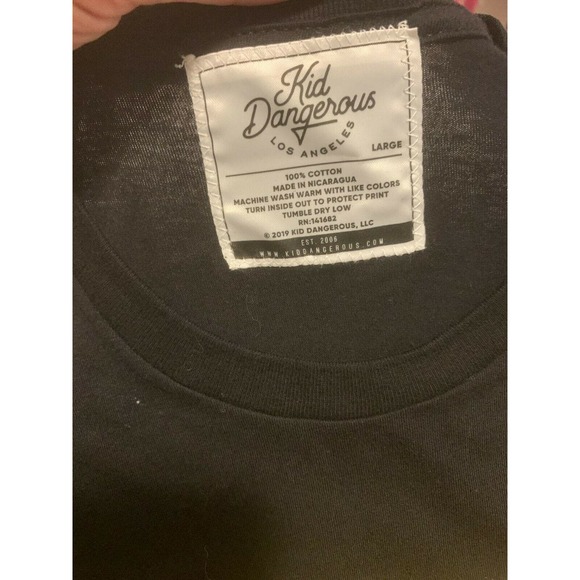 Kid
Dangerous
LOS ANGELES
LARGE
100% COTTON
MADE IN NICARAGUA
MACHINE WASH WARM WITH LIKE COLORS
TURN INSIDE OUT TO PROTECT PRINT
TUMBLE DRY LOW
RN:141682
© 2019 KID DANGEROUS, LLC
EST. 2006
WWW.KIDDANGEROUS.COM